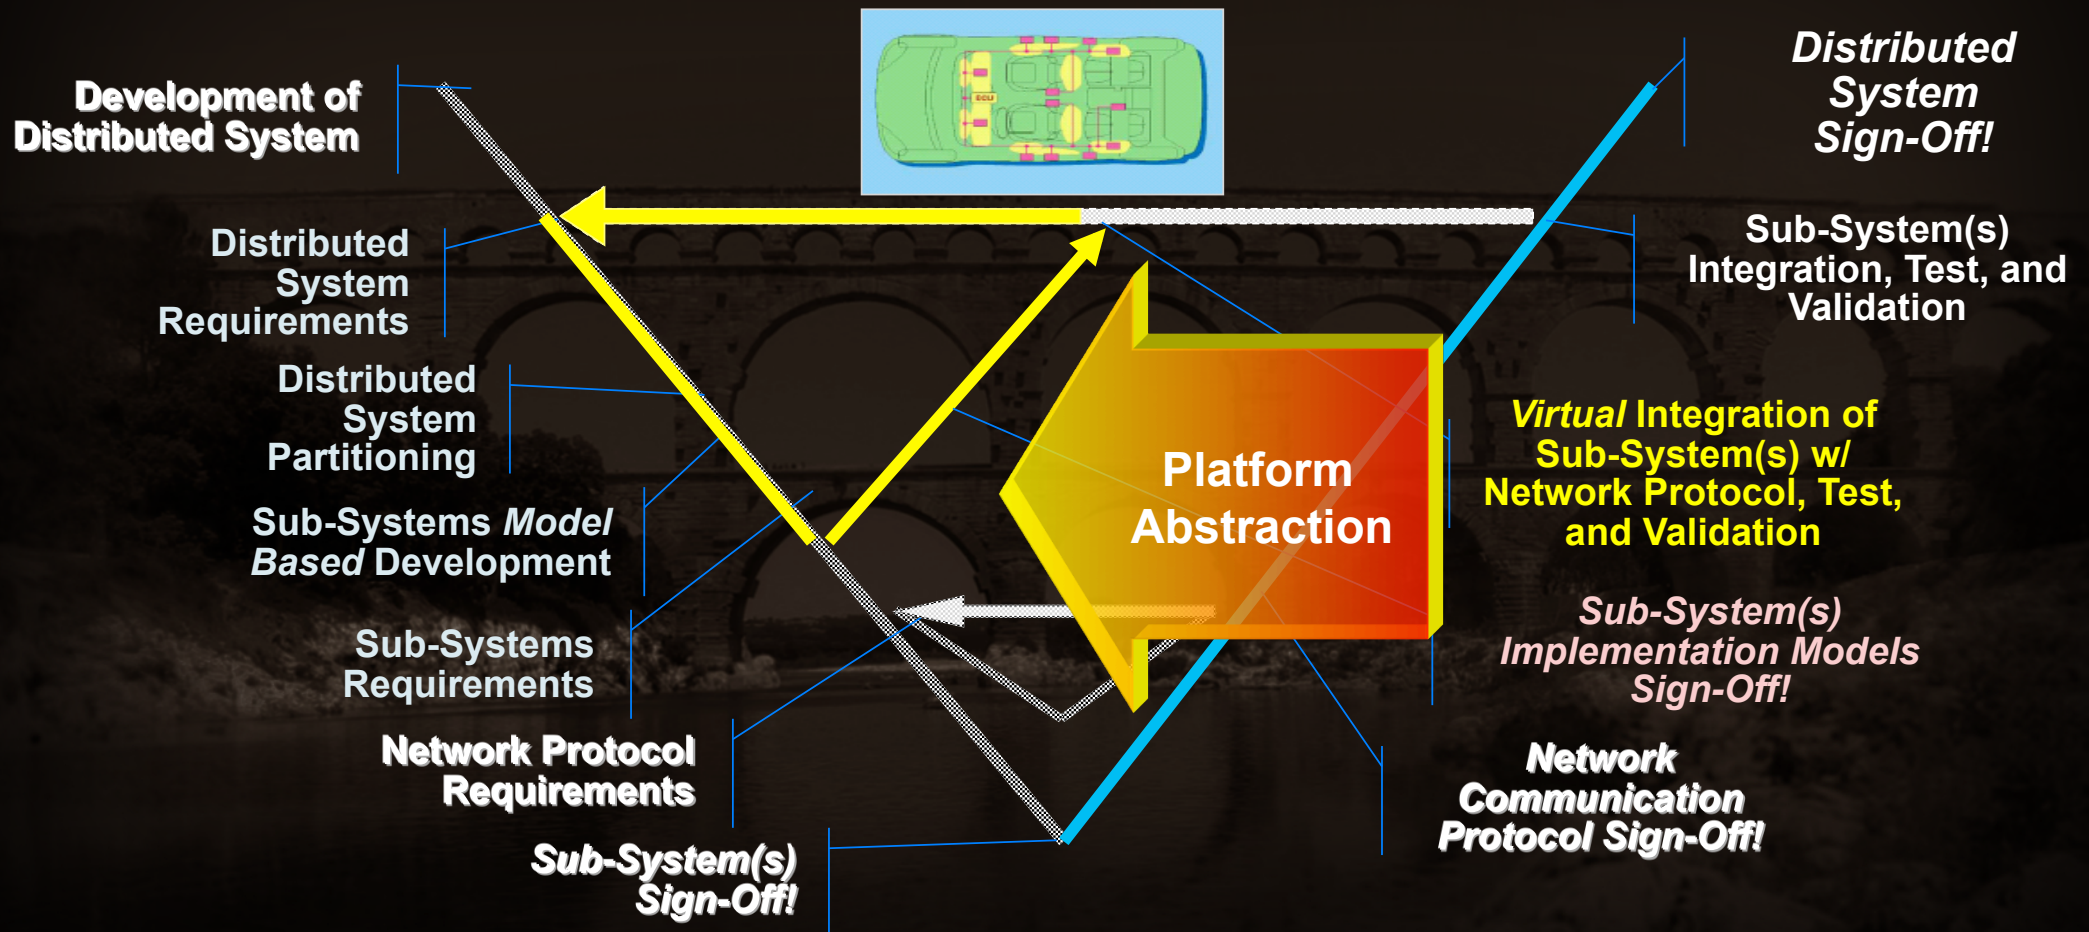 Development of
Distributed System
Distributed
System
Requirements
Distributed
System
Partitioning
Sub-Systems Model
Based Development
Sub-Systems
Requirements
Network Protocol
Requirements
Sub-System(s)
Sign-Off!
ECU
Platform
Abstraction
Distributed
System
Sign-Off!
Sub-System(s)
Integration, Test, and
Validation
Virtual Integration of
Sub-System(s) w/
Network Protocol, Test,
and Validation
Sub-System(s)
Implementation Models
Sign-Off!
Network
Communication
Protocol Sign-Off!